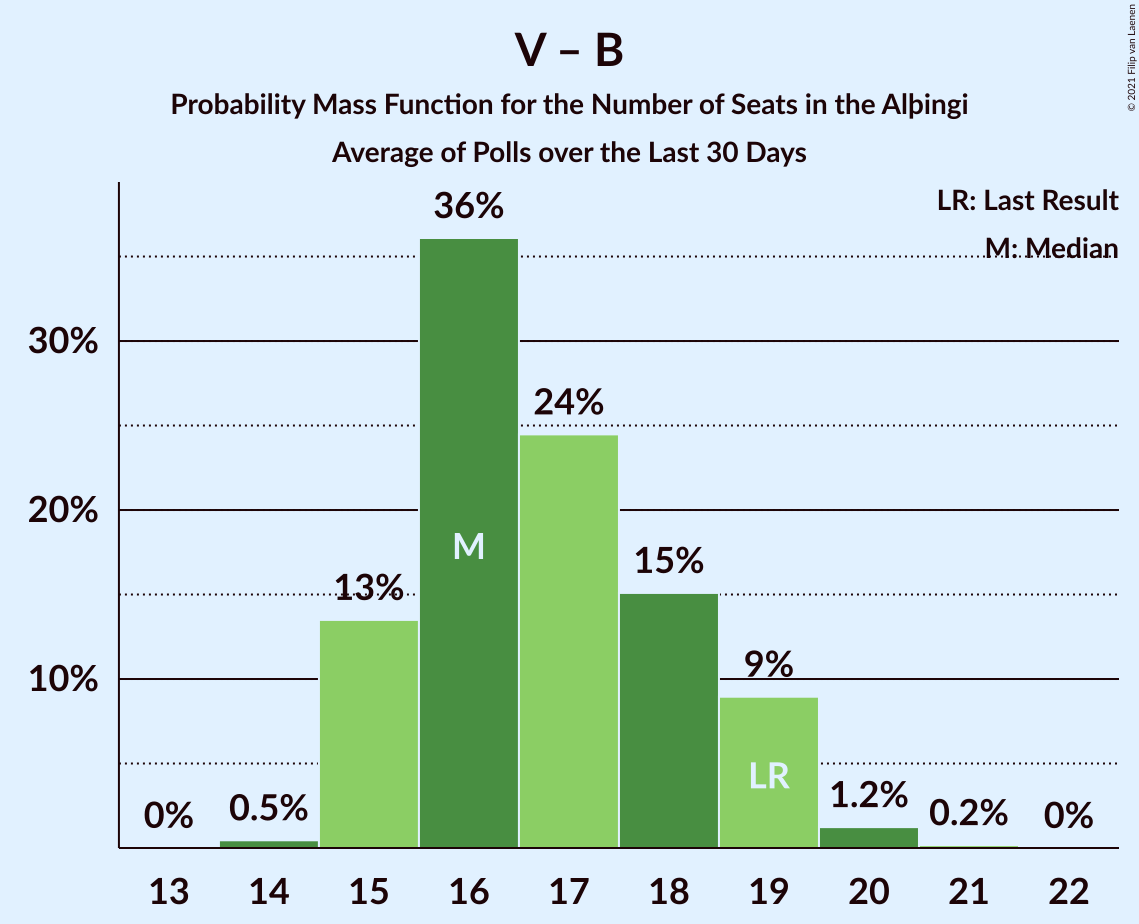 V – B
Probability Mass Function for the Number of Seats in the Alþingi
Average of Polls over the Last 30 Days
© 2021 Filip van Laenen
LR: Last Result
M: Median
30%
20%
10%
0%
0.5%
13%
36%
24%
15%
9%
1.2%
0.2%
0%
M
LR
13 14 15 16 17 18 19 20 21 22